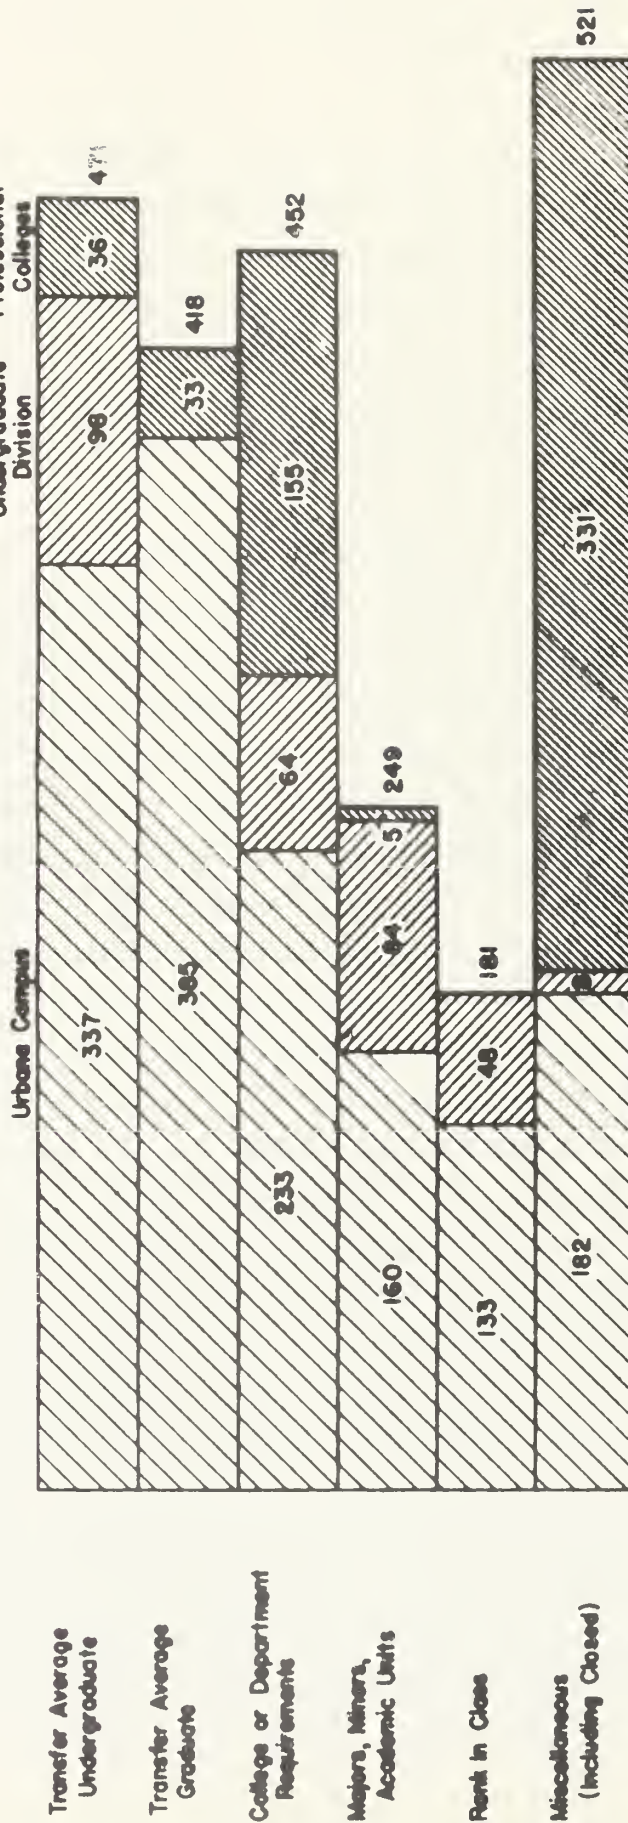 Urbana Campus
Undergraduate
Division
Professional
Colleges
Transfer Average
Undergraduate
337
98
36
Transfer Average
Graduate
385
33
418
College or Department
Requirements
233
64
155
452
Majors, Minors,
Academic Units
160
84
5
249
Rank in Class
133
48
181
Miscellaneous
(Including Closed)
182
8
331
521